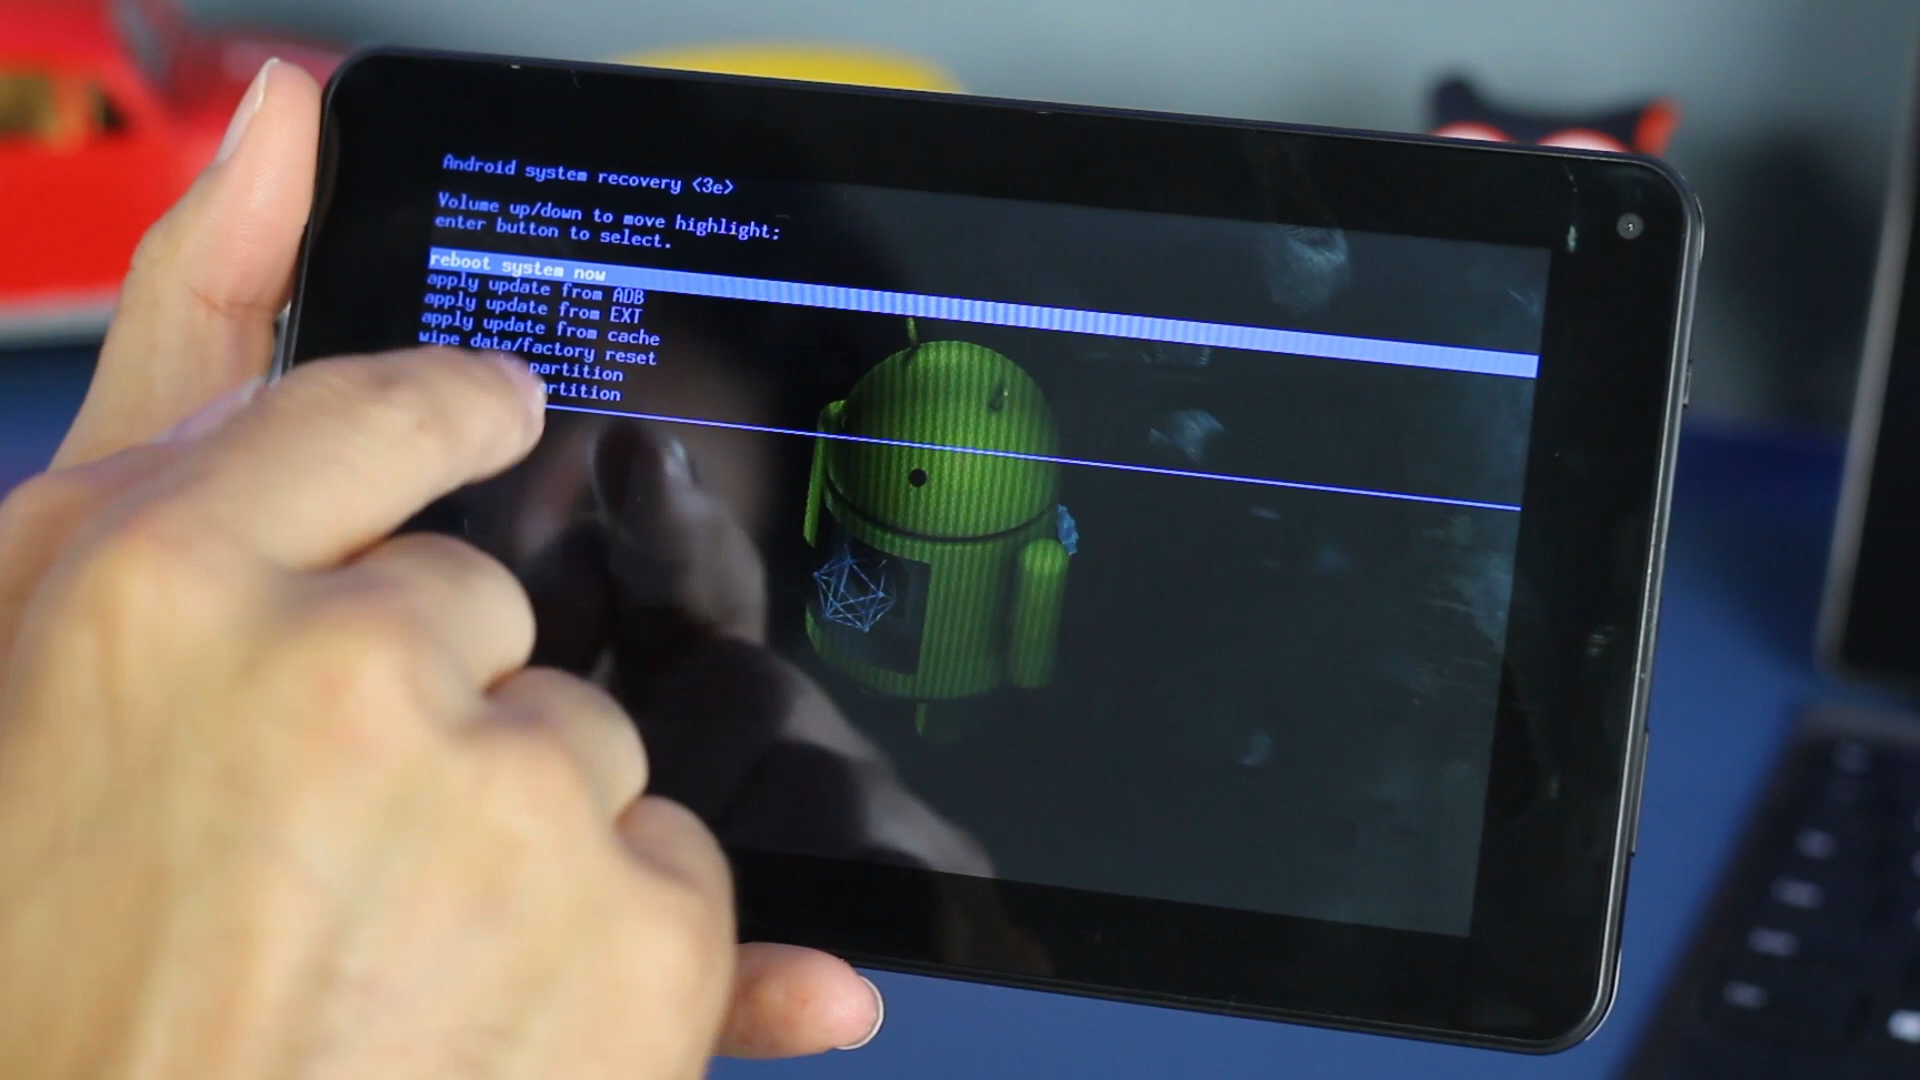 Android system recovery <3e>
Volume up/down to move highlight;
enter button to select.
reboot system now
apply update from ADB
apply update from EXT
apply update from cache
wipe data/factory reset
partition